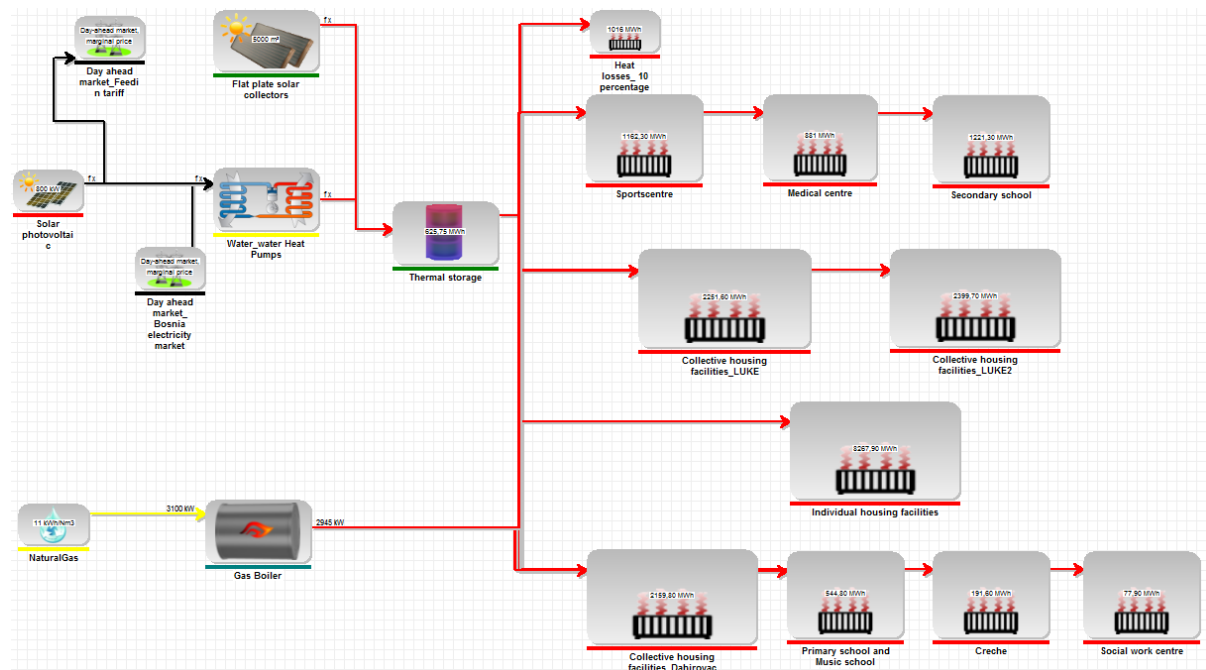 Day-ahead market,
marginal price
Day ahead
market_Feedi
n tariff
fx
5000 m²
Flat plate solar
collectors
1015 MWh
Heat
losses_ 10
percentage
1162,30 MWh
Sportscentre
881 MWh
Medical centre
1221,30 MWh
Secondary school
800 kW
fx
Solar
photovoltai
c
fx
fx
Water_water Heat
Pumps
625,75 MWh
Thermal storage
Day-ahead market,
marginal price
Day ahead
market_
Bosnia
electricity
market
2251,60 MWh
Collective housing
facilities_LUKE
2399,70 MWh
Collective housing
facilities_LUKE2
Individual housing facilities
11 kWh/Nm3
NaturalGas
3100 kW
2945 kW
Gas Boiler
2159,80 MWh
Collective housing
facilities_Dabirovac
544,80 MWh
Primary school and
Music school
191,60 MWh
Creche
77,90 MWh
Social work centre